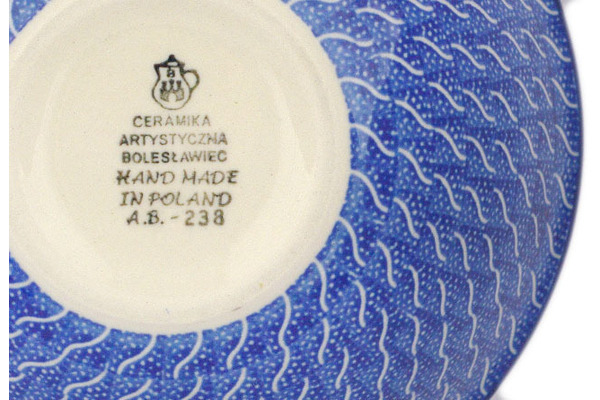 CERAMIKA
ARTYSTYCZNA
BOLESŁAWIEC
HAND MADE
IN POLAND
A.B.-238